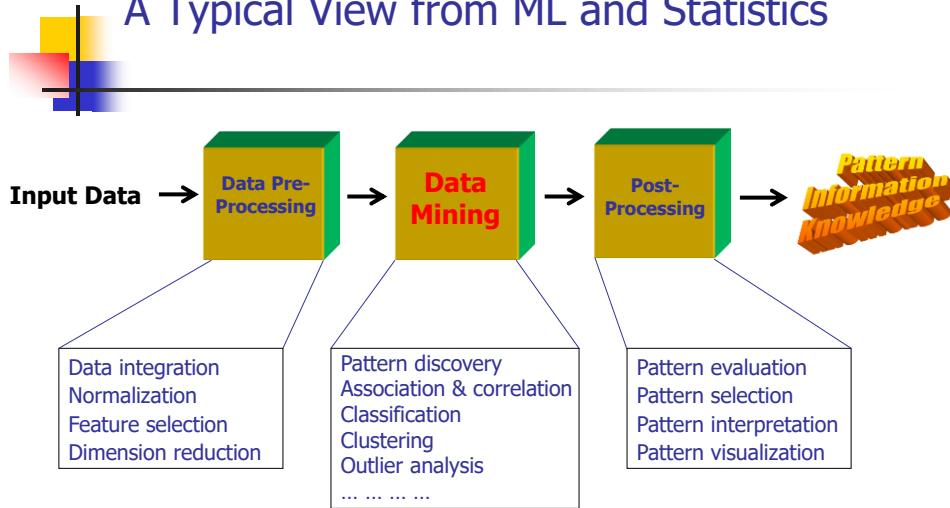 A Typical View from ML and Statistics
Input Data
Data Pre-
Processing
Data
Mining
Post-
Processing
Pattern
Information
Knowledge
Data integration
Normalization
Feature selection
Dimension reduction
Pattern discovery
Association & correlation
Classification
Clustering
Outlier analysis
… … … …
Pattern evaluation
Pattern selection
Pattern interpretation
Pattern visualization